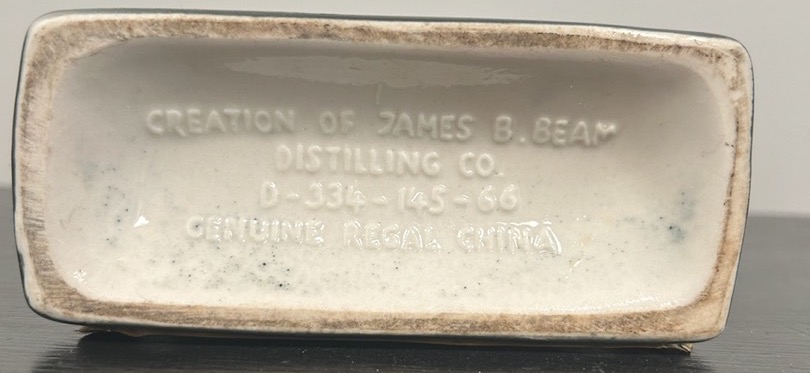 CREATION OF JAMES B. BEAM
DISTILLING CO.
D-334-145-66
GENUINE REGAL CHINA